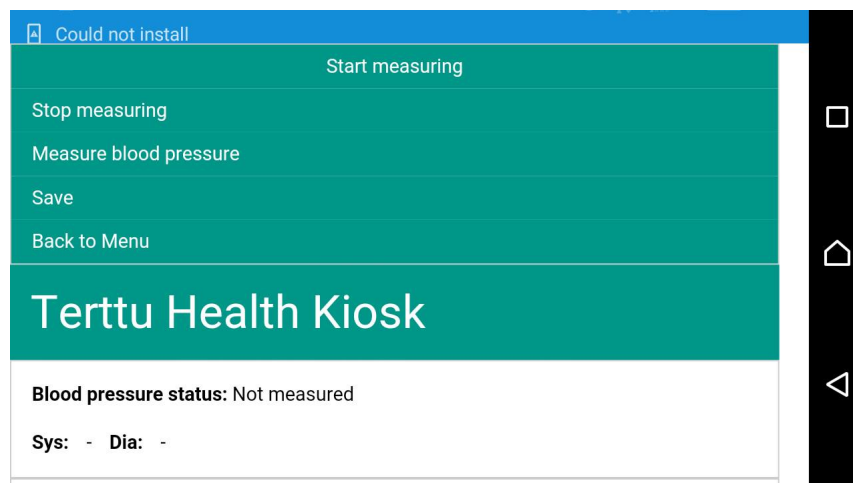 Could not install
Start measuring
Stop measuring
Measure blood pressure
Save
Back to Menu
Terttu Health Kiosk
Blood pressure status: Not measured
Sys: - Dia: -